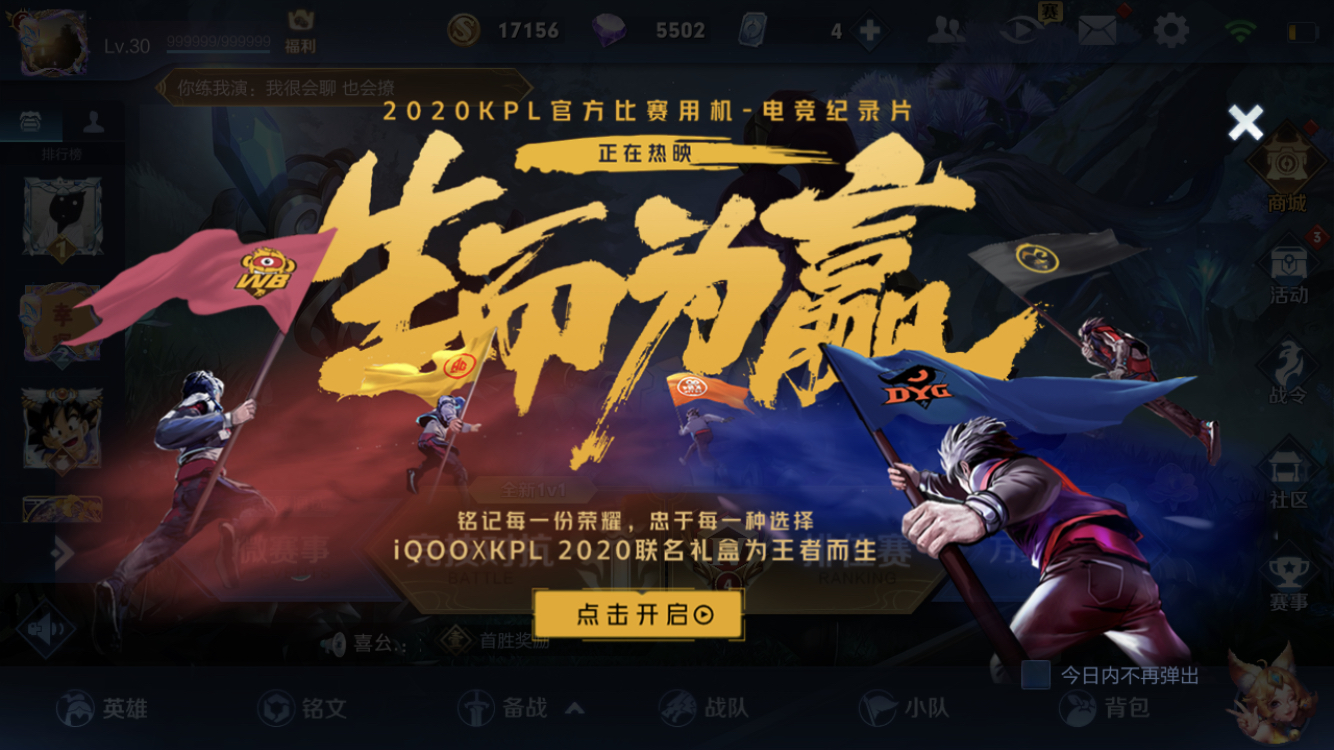 Lv.30
999999/999999
福利
17156
5502
4
赛
你练我演：我很会聊 也会撩
2020KPL官方比赛用机-电竞纪录片
正在热映
生而为赢
排行榜
1
商城
WB
3
活动
2
DYG
战令
全新1v1
社区
铭记每一份荣耀，忠于每一种选择
iQOOXKPL 2020联名礼盒为王者而生
微赛事
BATTLE
RANKING
赛事
点击开启
首胜奖励
今日内不再弹出
英雄
铭文
备战
战队
小队
背包